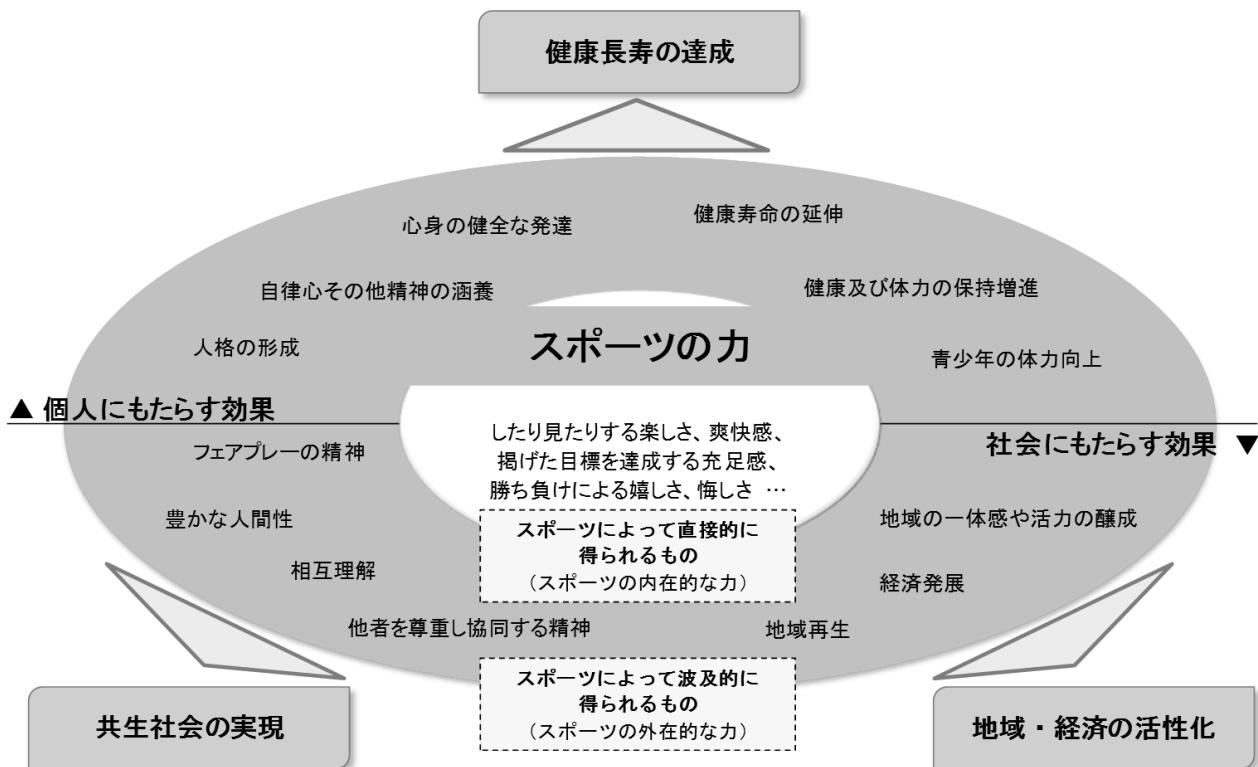 健康長寿の達成
心身の健全な発達
健康寿命の延伸
自律心その他精神の涵養
健康及び体力の保持増進
スポーツの力
人格の形成
青少年の体力向上
▲ 個人にもたらす効果
社会にもたらす効果 ▼
フェアプレーの精神
したり見たりする楽しさ、爽快感、
掲げた目標を達成する充足感、
勝ち負けによる嬉しさ、悔しさ …
豊かな人間性
地域の一体感や活力の醸成
スポーツによって直接的に
得られるもの
（スポーツの内在的な力）
相互理解
経済発展
他者を尊重し協同する精神
地域再生
スポーツによって波及的に
得られるもの
（スポーツの外在的な力）
共生社会の実現
地域・経済の活性化